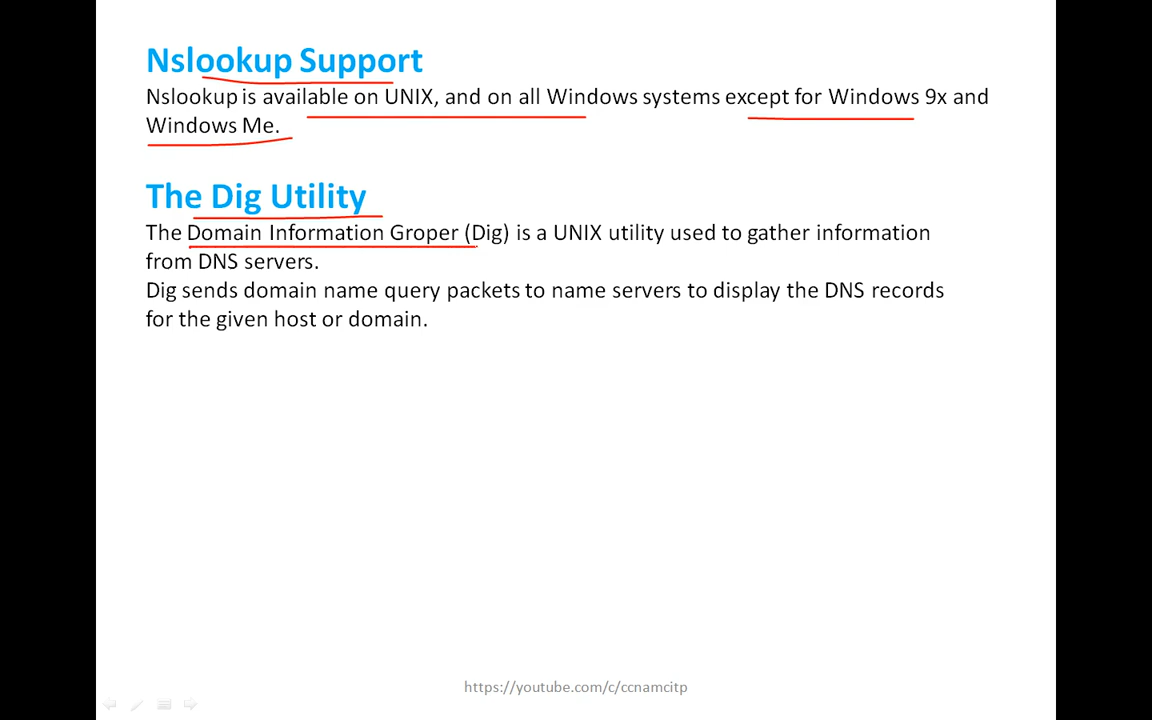 Nslookup Support
Nslookup is available on UNIX, and on all Windows systems except for Windows 9x and
Windows Me.
The Dig Utility
The Domain Information Groper (Dig) is a UNIX utility used to gather information
from DNS servers.
Dig sends domain name query packets to name servers to display the DNS records
for the given host or domain.
https://youtube.com/c/ccnamcitp